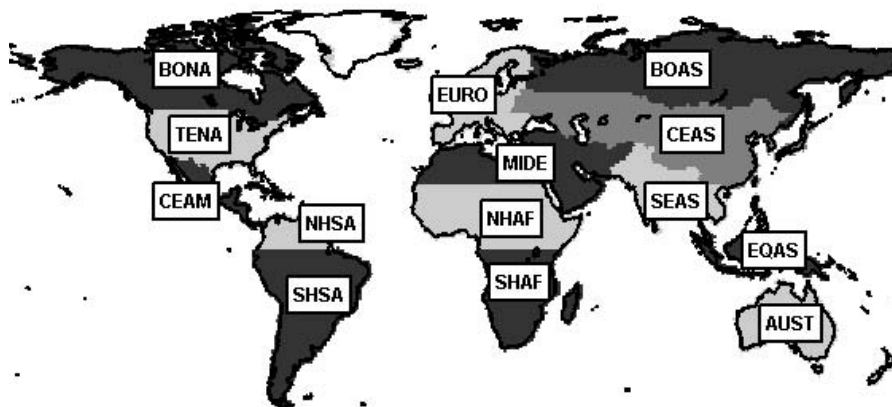 BONA
BOAS
EURO
TENA
CEAS
MIDE
CEAM
SEAS
NHSA
NHAF
EQAS
SHSA
SHAF
AUST